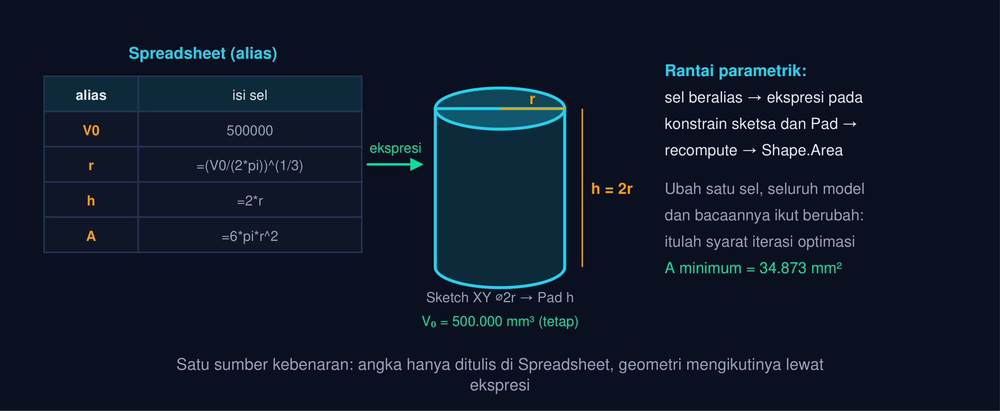 Spreadsheet (alias)
alias isi sel
V0 500000
r =(V0/(2*pi))^(1/3)
h =2*r
A =6*pi*r^2
ekspresi
r
h = 2r
Sketch XY ⌀2r → Pad h
V₀ = 500.000 mm³ (tetap)
Rantai parametrik:
sel beralias → ekspresi pada
konstrain sketsa dan Pad →
recompute → Shape.Area
Ubah satu sel, seluruh model
dan bacaannya ikut berubah:
itulah syarat iterasi optimasi
A minimum = 34.873 mm²
Satu sumber kebenaran: angka hanya ditulis di Spreadsheet, geometri mengikutinya lewat
ekspresi